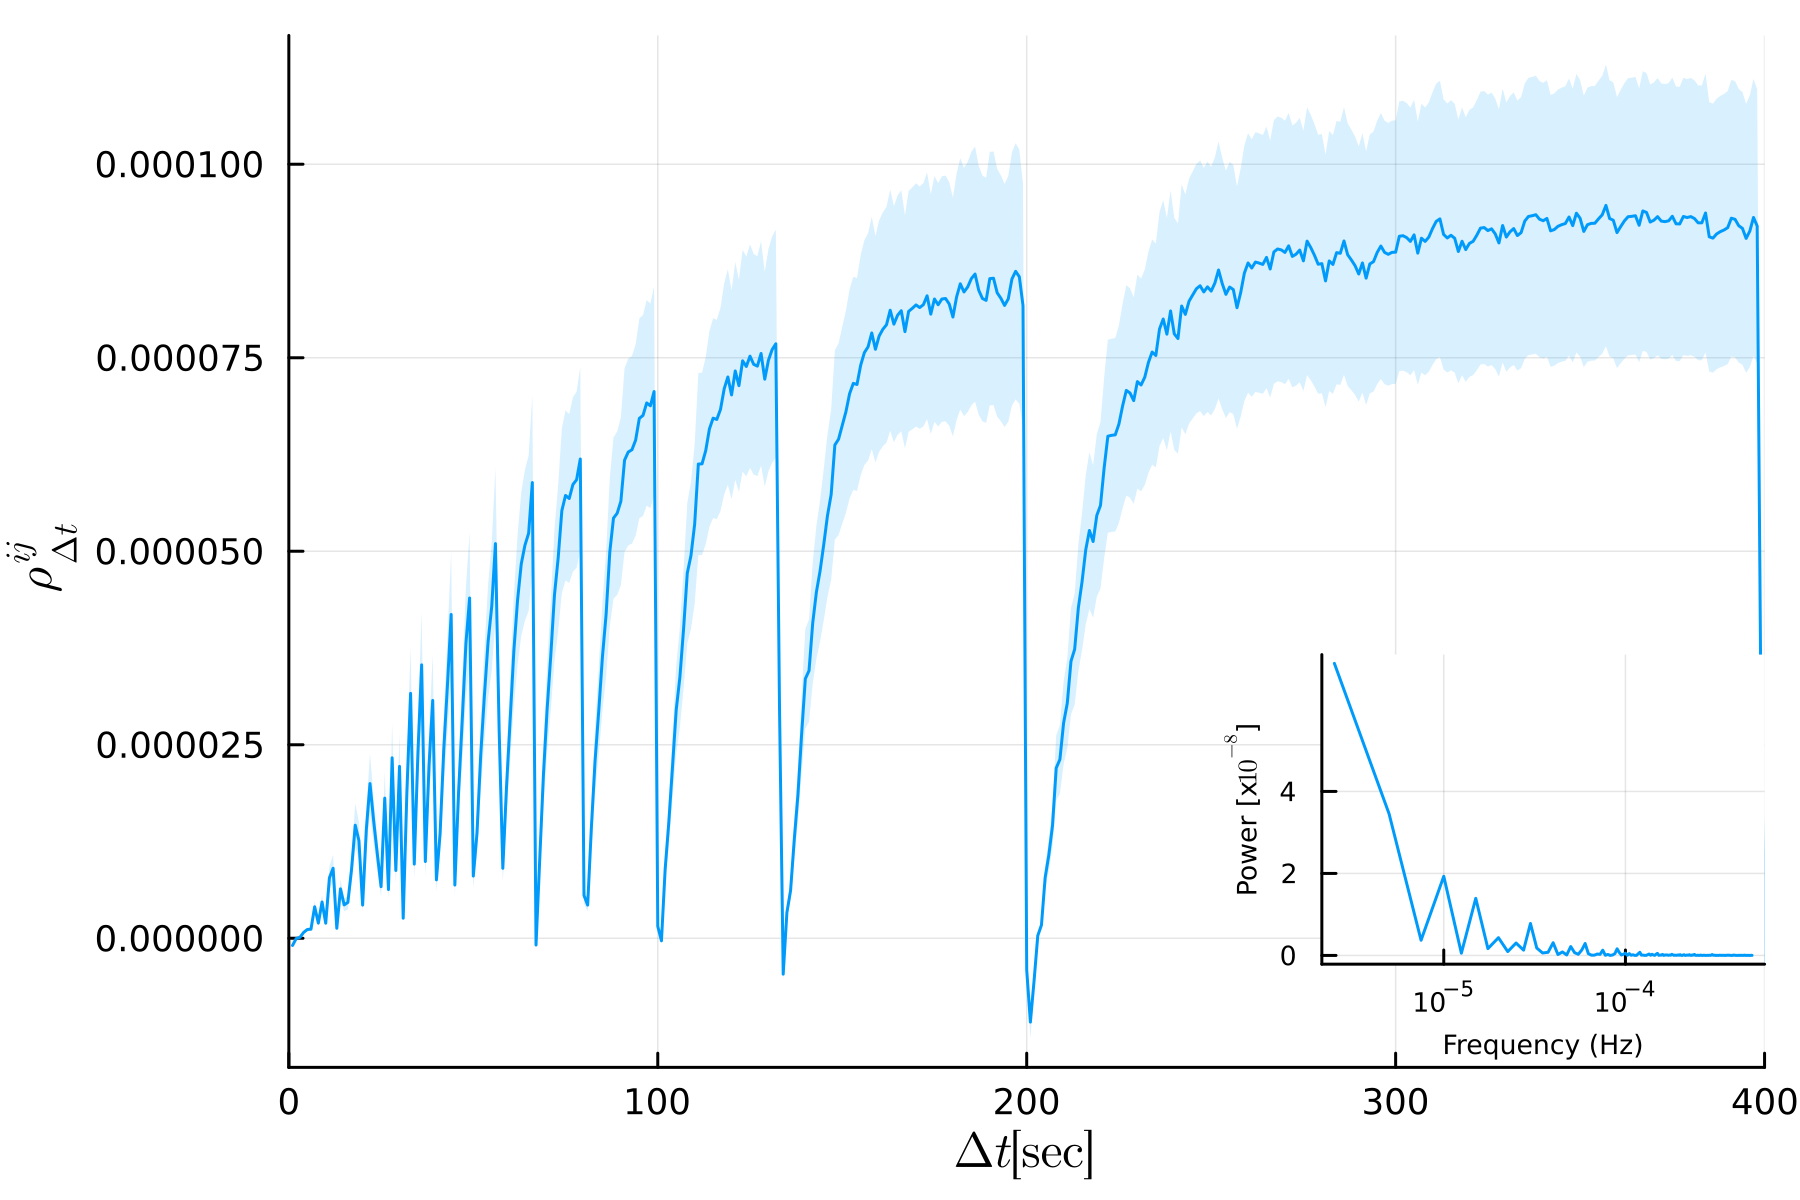 0.000100
0.000075
0.000050
0.000025
0.000000
ρ^{ij}_{Δt}
0 100 200 300 400
Δt[sec]
Power [x10^{−8}]
4
2
0
10^{−5} 10^{−4}
Frequency (Hz)